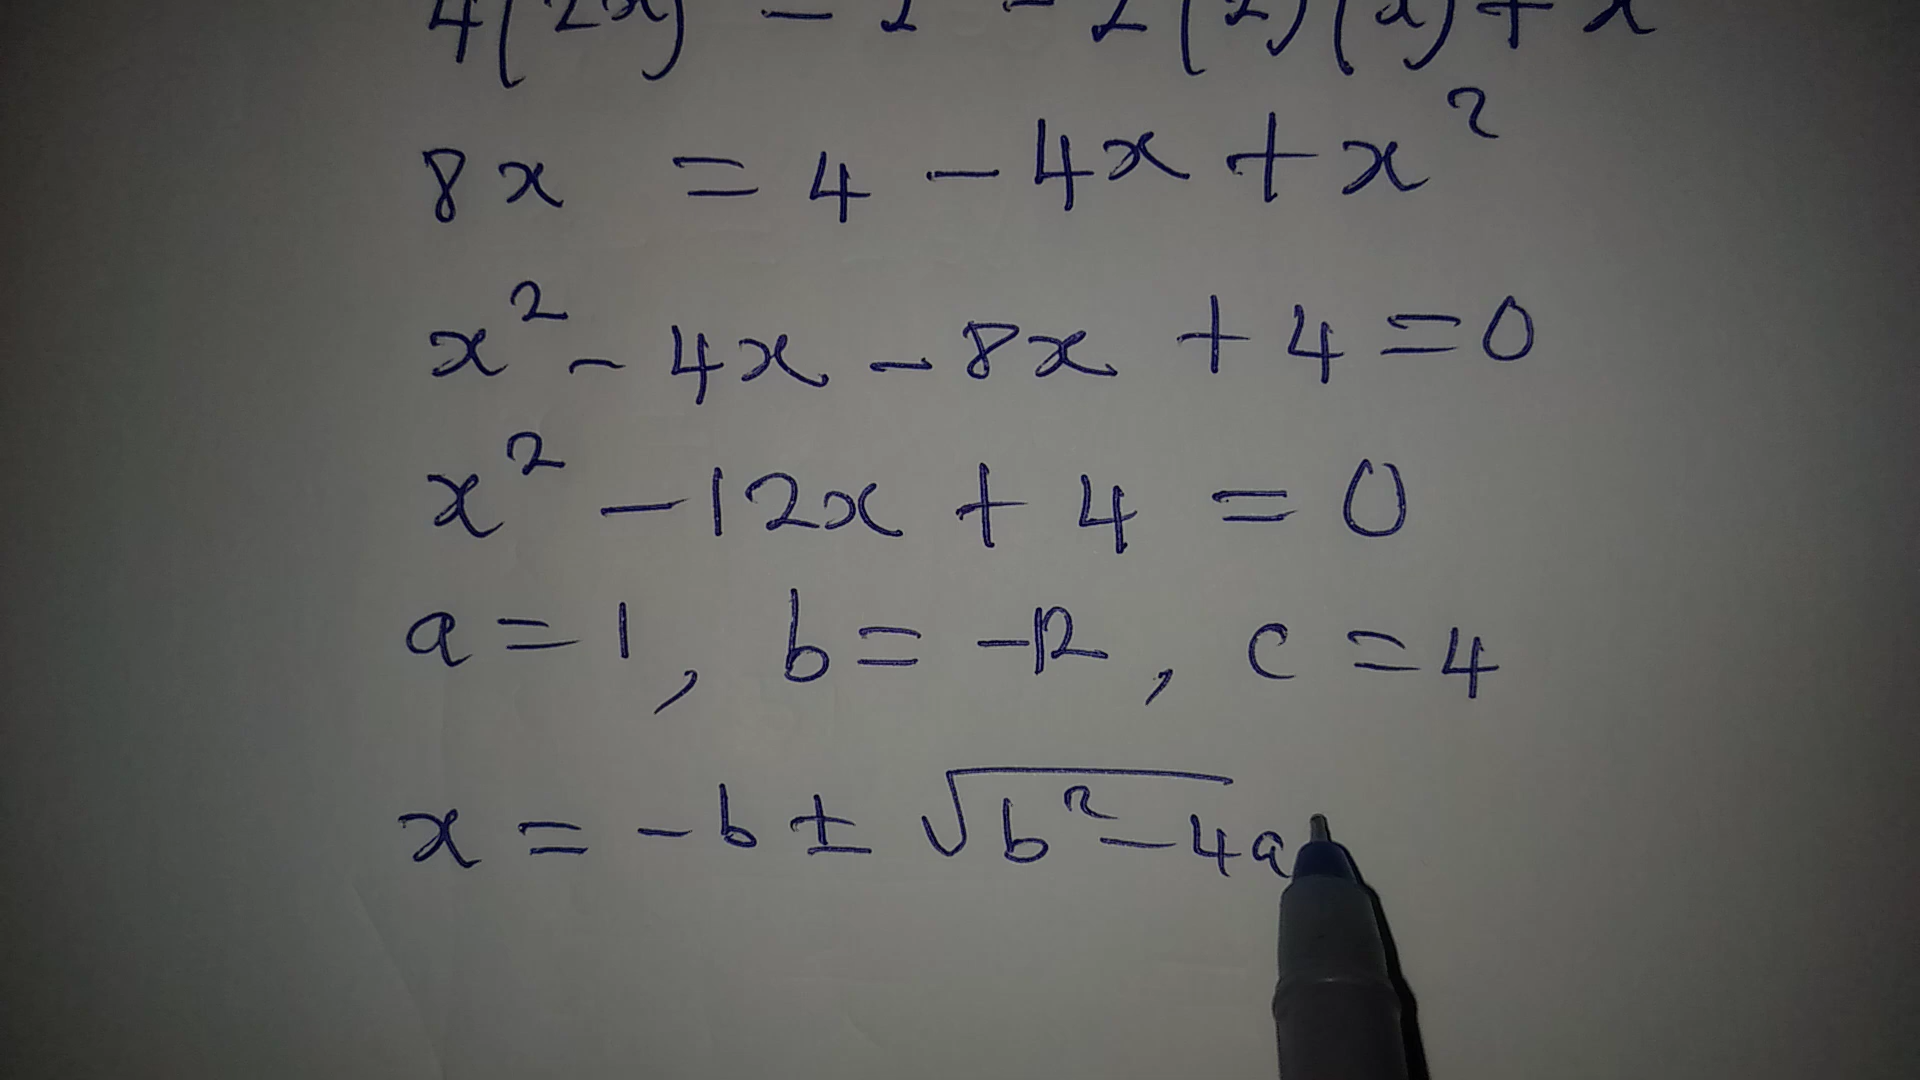 8x = 4 - 4x + x²
x² - 4x - 8x + 4 = 0
x² - 12x + 4 = 0
a = 1, b = -12, c = 4
x = -b ± √b² - 4a